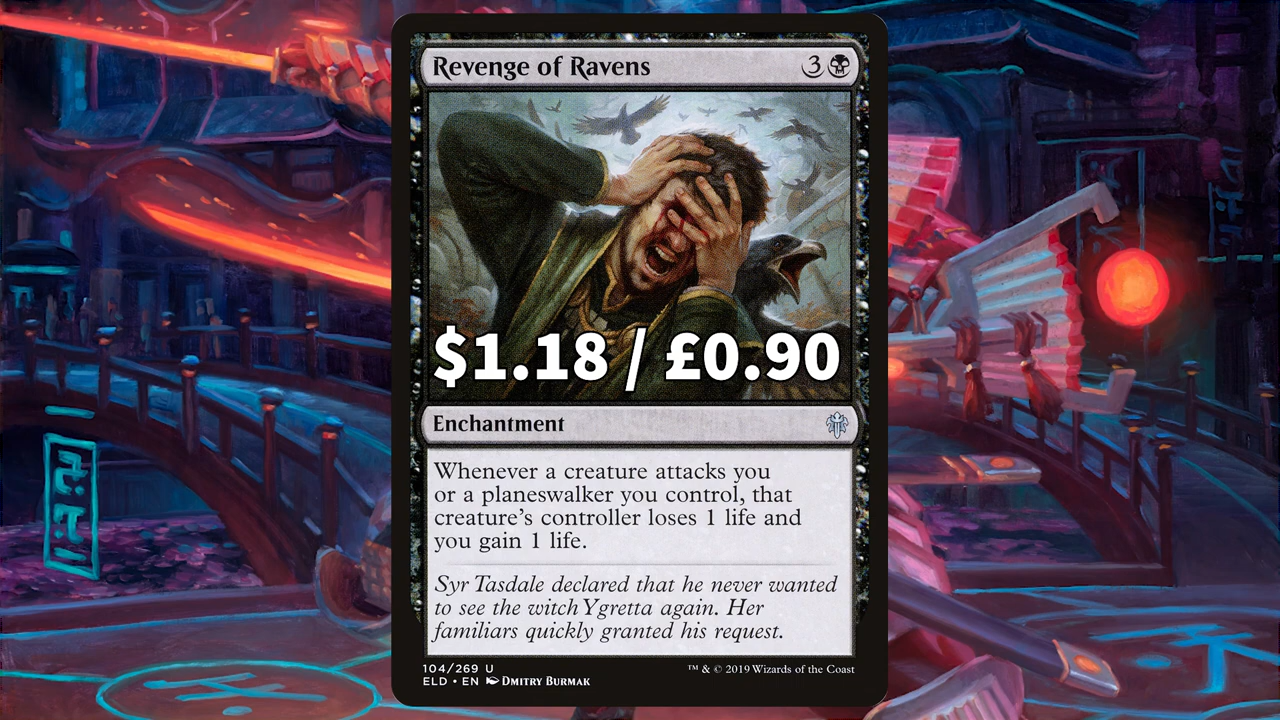 Revenge of Ravens 3
$1.18 / £0.90
Enchantment
Whenever a creature attacks you
or a planeswalker you control, that
creature's controller loses 1 life and
you gain 1 life.
Syr Tasdale declared that he never wanted
to see the witch Ygretta again. Her
familiars quickly granted his request.
104/269 U
ELD • EN Dmitry Burmak
™ & © 2019 Wizards of the Coast